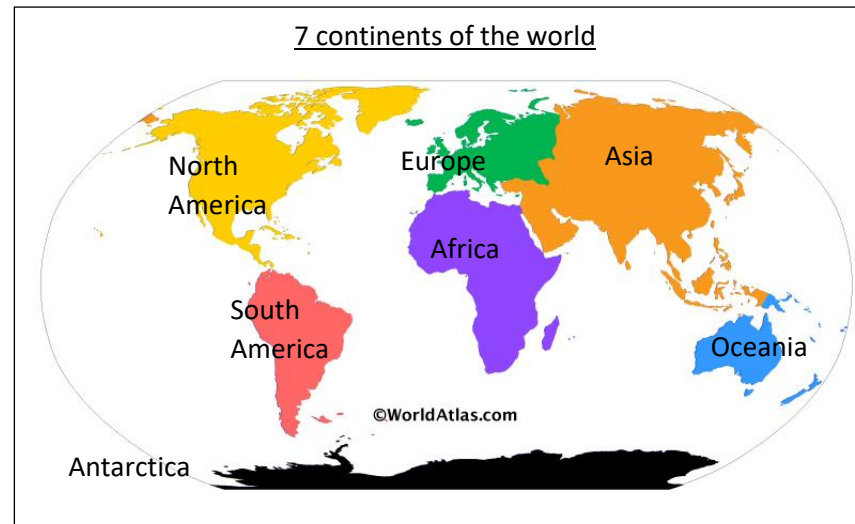 7 continents of the world
North
America
Europe
Asia
Africa
South
America
Oceania
©WorldAtlas.com
Antarctica